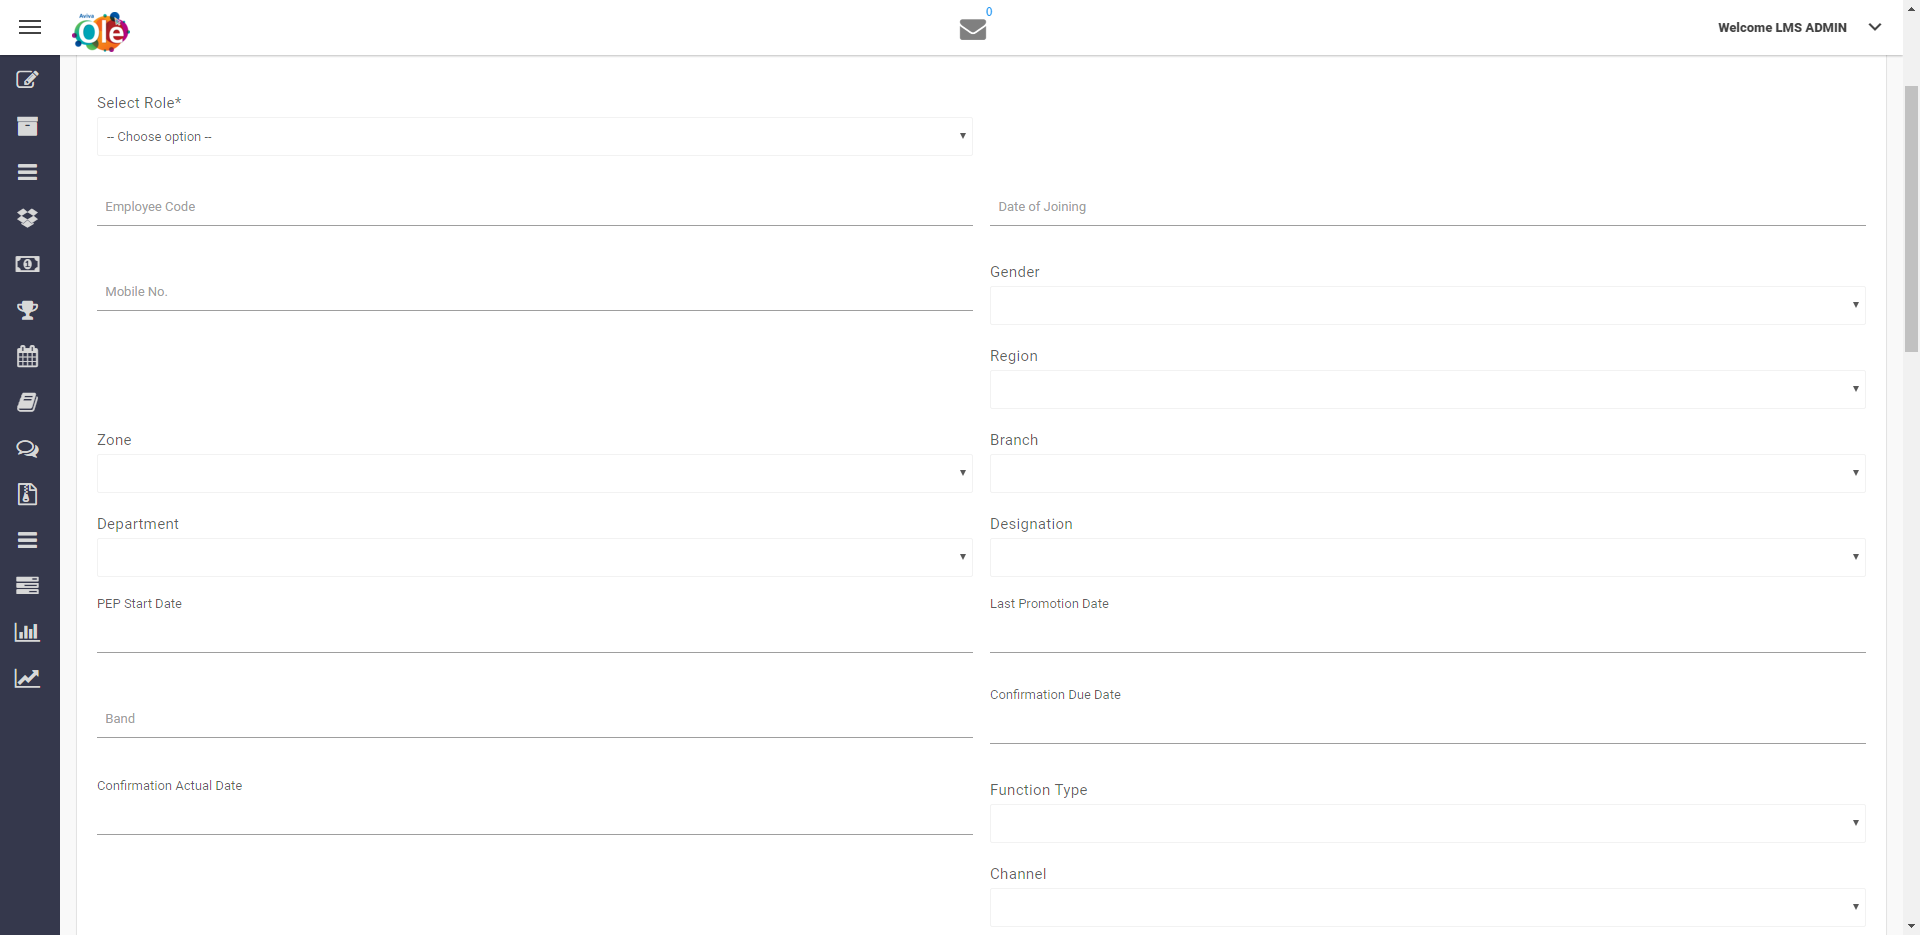 Aviva
Olé
0
Welcome LMS ADMIN
Select Role*
-- Choose option --
Employee Code
Date of Joining
Mobile No.
Gender
Region
Zone
Branch
Department
Designation
PEP Start Date
Last Promotion Date
Confirmation Due Date
Band
Confirmation Actual Date
Function Type
Channel